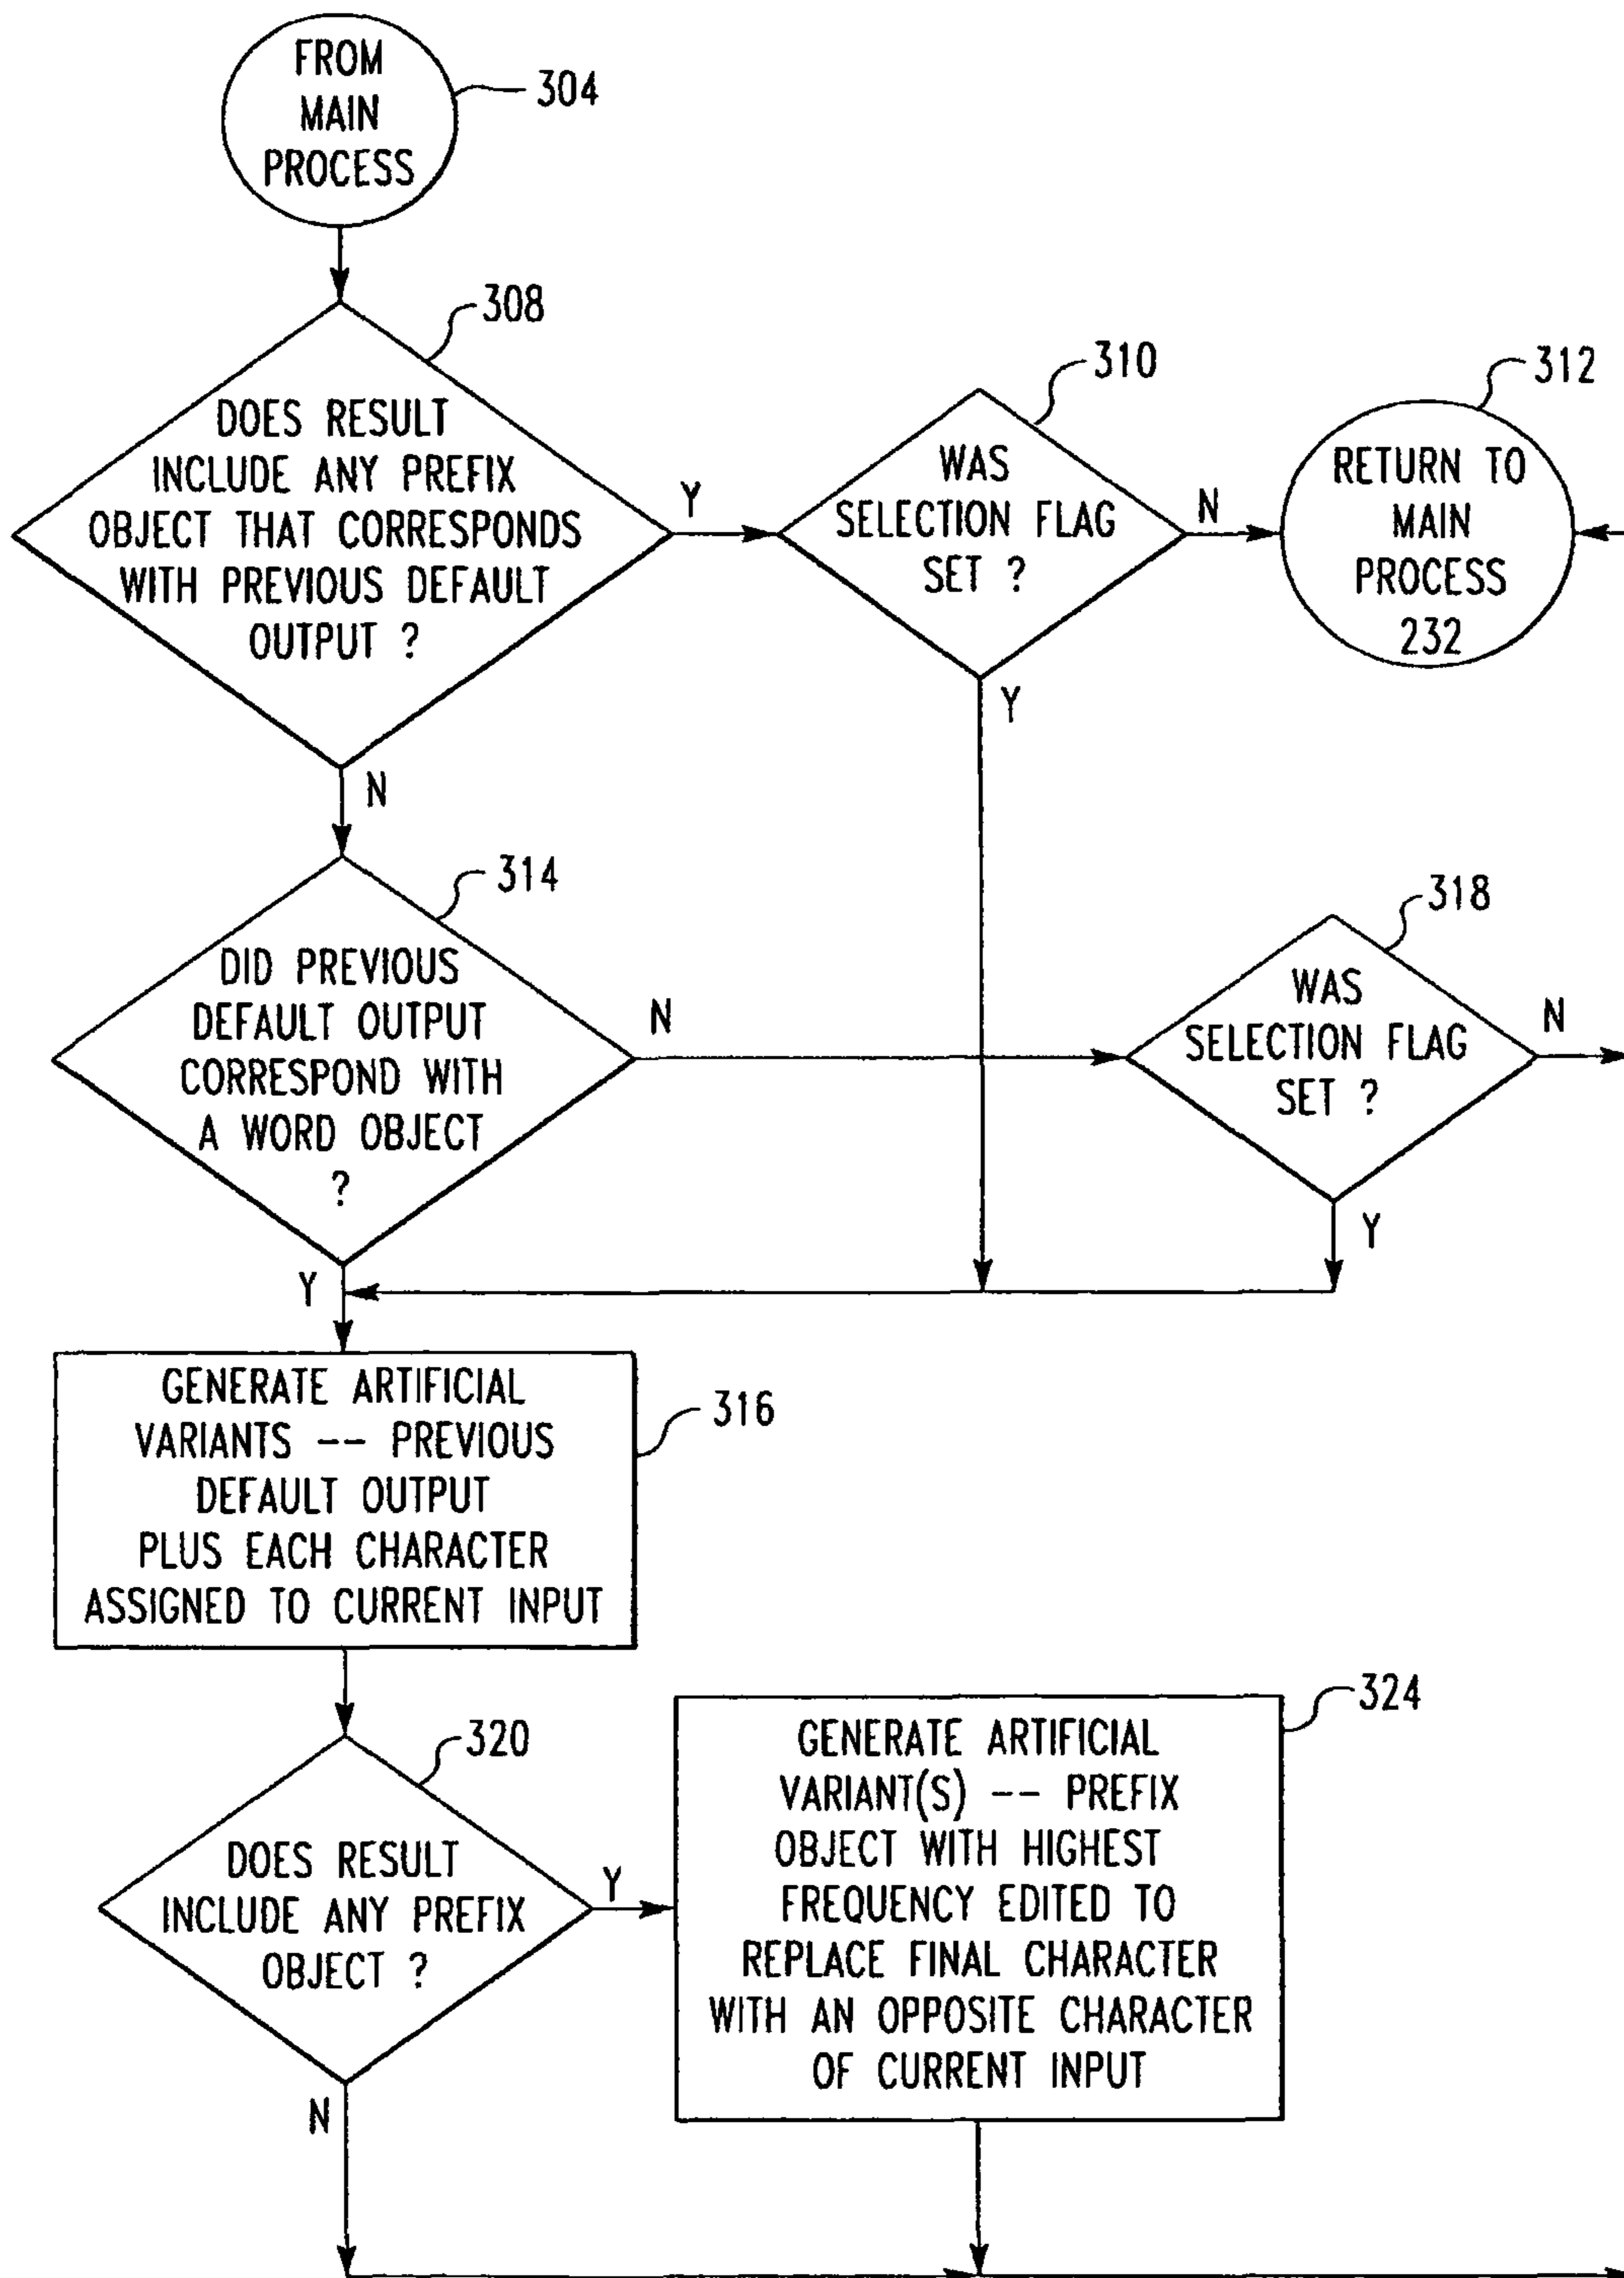 FROM
MAIN
PROCESS
304
308
DOES RESULT
INCLUDE ANY PREFIX
OBJECT THAT CORRESPONDS
WITH PREVIOUS DEFAULT
OUTPUT ?
Y
N
310
WAS
SELECTION FLAG
SET ?
N
Y
312
RETURN TO
MAIN
PROCESS
232
314
DID PREVIOUS
DEFAULT OUTPUT
CORRESPOND WITH
A WORD OBJECT
?
N
Y
318
WAS
SELECTION FLAG
SET ?
N
Y
GENERATE ARTIFICIAL
VARIANTS -- PREVIOUS
DEFAULT OUTPUT
PLUS EACH CHARACTER
ASSIGNED TO CURRENT INPUT
316
320
DOES RESULT
INCLUDE ANY PREFIX
OBJECT ?
Y
N
324
GENERATE ARTIFICIAL
VARIANT(S) -- PREFIX
OBJECT WITH HIGHEST
FREQUENCY EDITED TO
REPLACE FINAL CHARACTER
WITH AN OPPOSITE CHARACTER
OF CURRENT INPUT